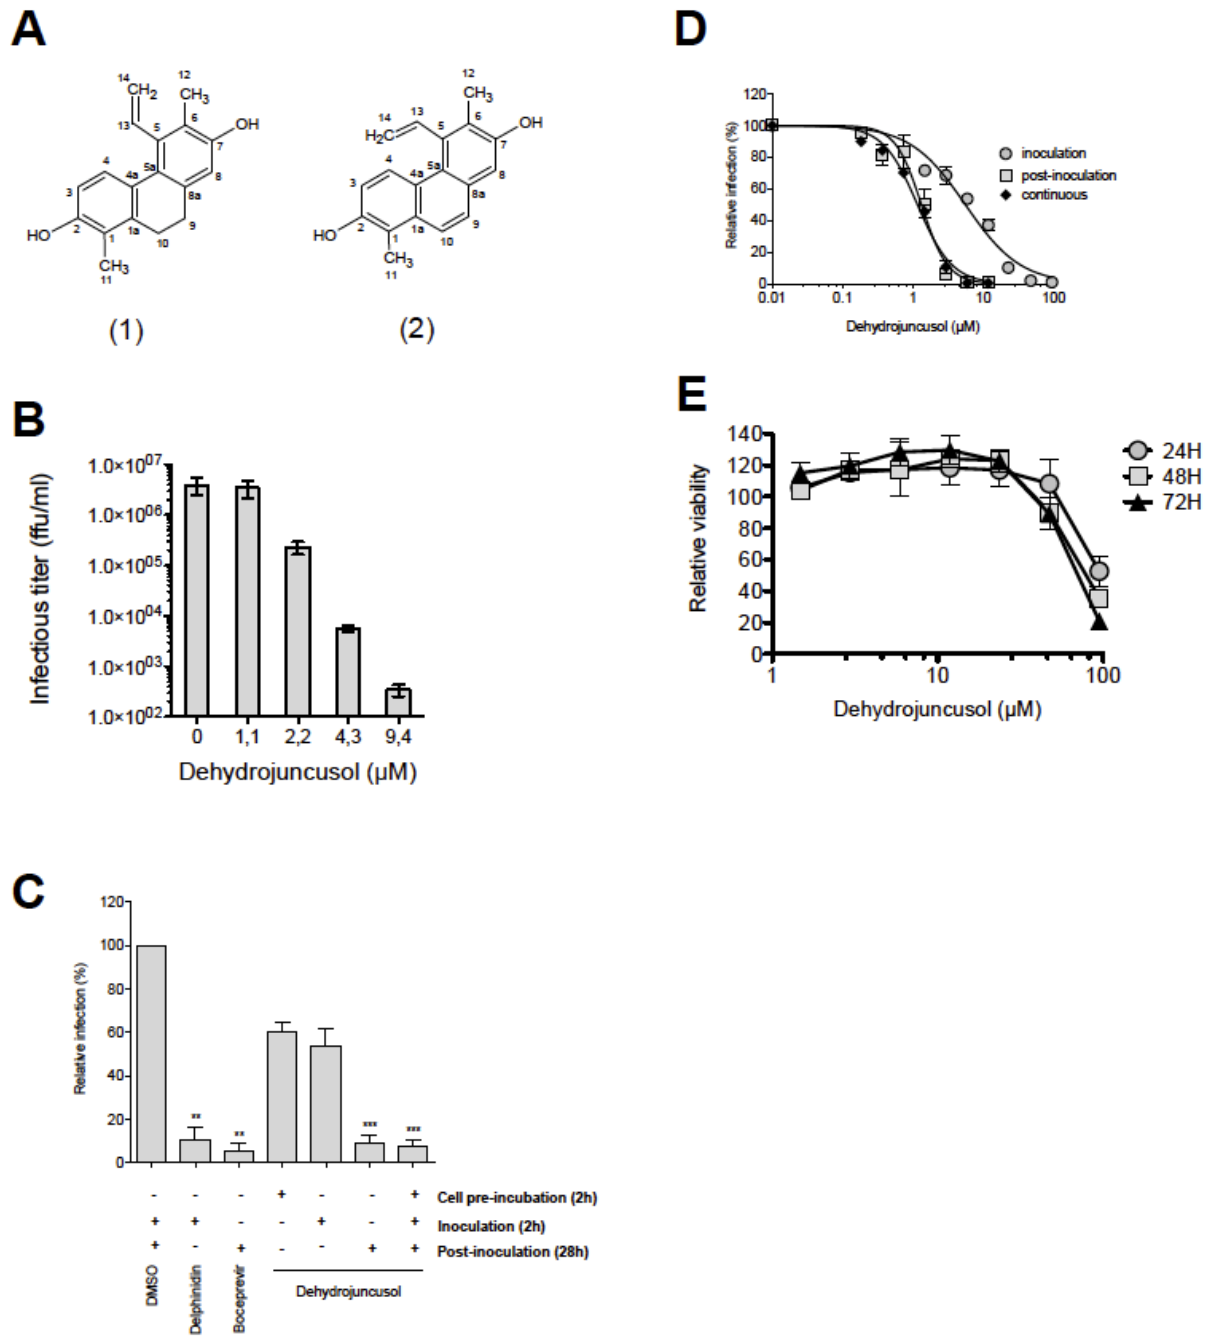 A
14
CH2
12
CH3
13
5
6
OH
7
4
5a
8
3
4a
8a
2
1a
9
HO
1
10
CH3
11
(1)
12
CH3
14
13
6
OH
H2C
5
7
4
5a
8
3
4a
8a
2
1a
9
HO
1
10
CH3
11
(2)
B
Infectious titer (ffu/ml)
1.0×10^07
1.0×10^06
1.0×10^05
1.0×10^04
1.0×10^03
1.0×10^02
0 1,1 2,2 4,3 9,4
Dehydrojuncusol (µM)
C
Relative infection (%)
120
100
80
60
40
20
0
** ** *** ***
- - - + - - + Cell pre-incubation (2h)
+ + - - + - + Inoculation (2h)
+ - + - - + + Post-inoculation (28h)
DMSO
Delphinidin
Boceprevir
Dehydrojuncusol
D
Relative infection (%)
120
100
80
60
40
20
0
0.01 0.1 1 10 100
Dehydrojuncusol (µM)
inoculation
post-inoculation
continuous
E
Relative viability
140
120
100
80
60
40
20
0
1 10 100
Dehydrojuncusol (µM)
24H
48H
72H